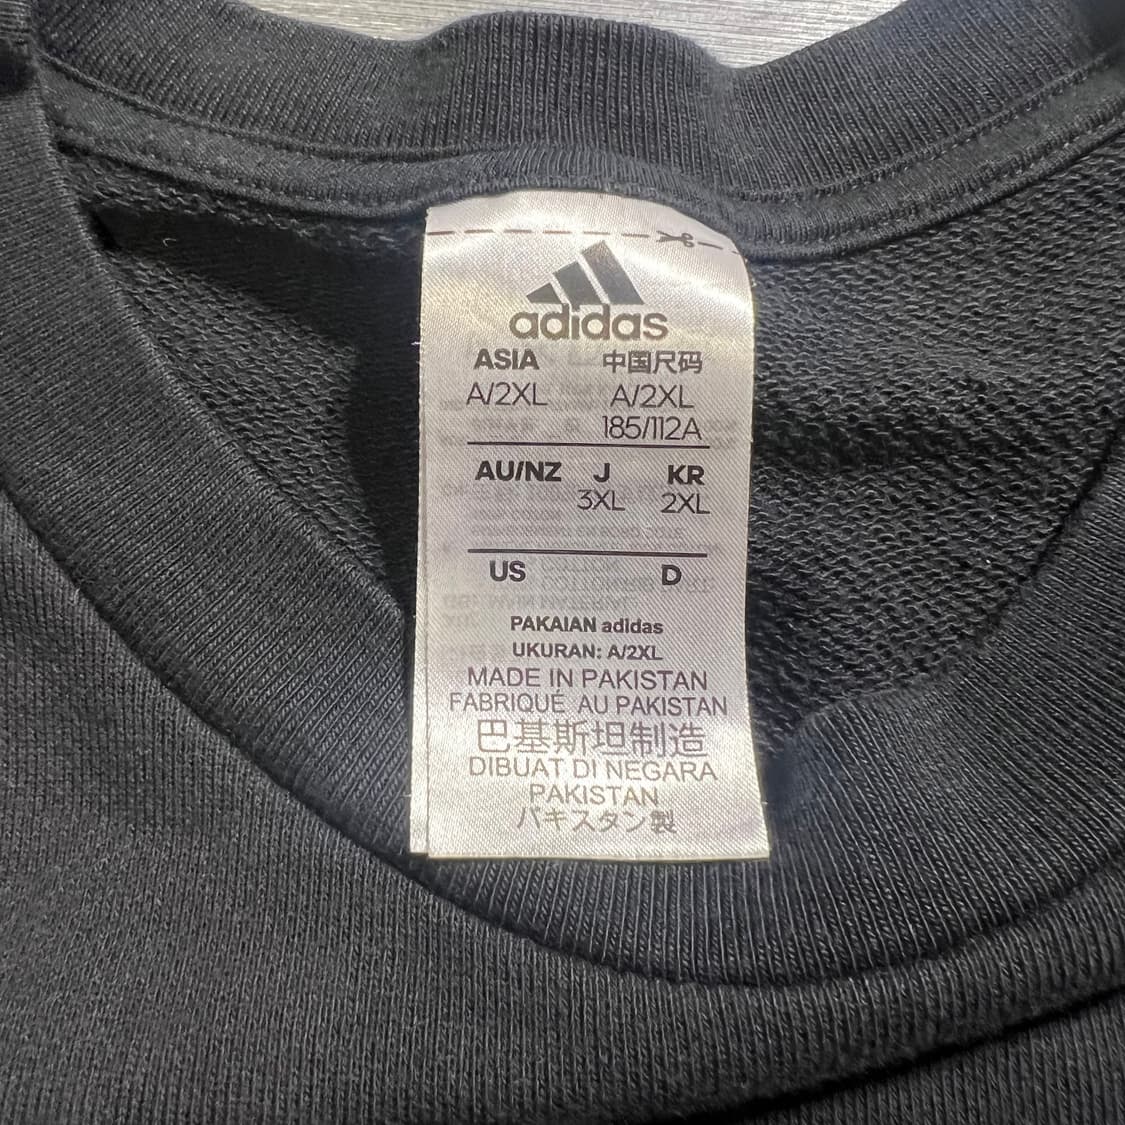 adidas
ASIA 中国尺码
A/2XL A/2XL
185/112A
AU/NZ J KR
3XL 2XL
US D
PAKAIAN adidas
UKURAN: A/2XL
MADE IN PAKISTAN
FABRIQUÉ AU PAKISTAN
巴基斯坦制造
DIBUAT DI NEGARA
PAKISTAN
パキスタン製